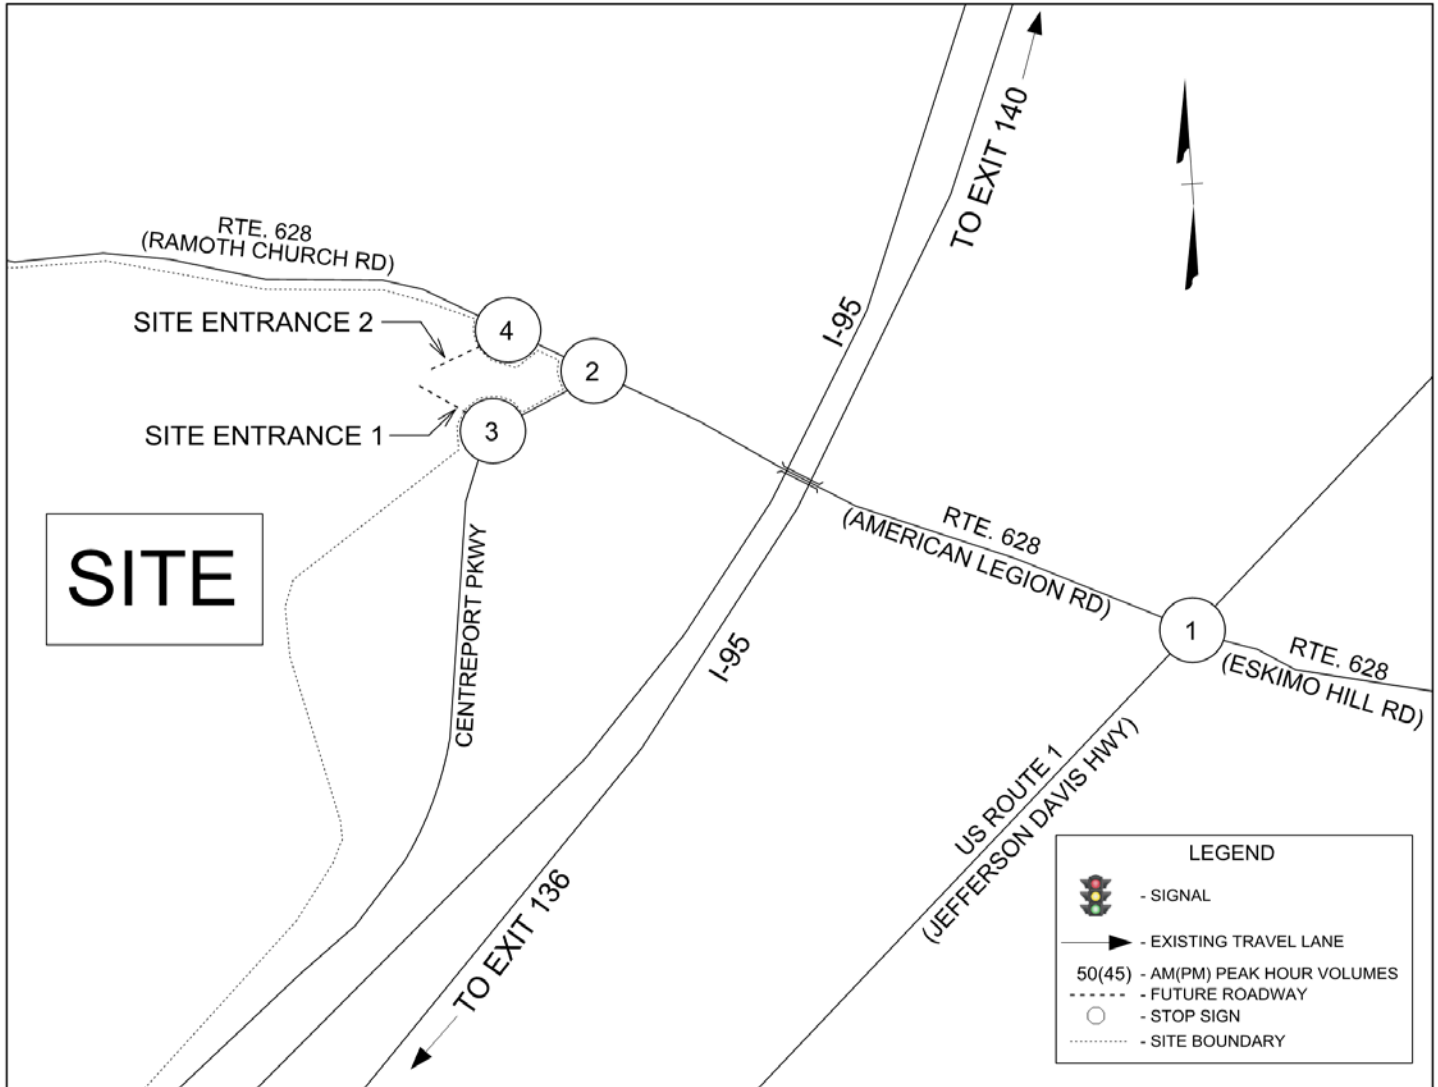 TO EXIT 140
RTE. 628
(RAMOTH CHURCH RD)
SITE ENTRANCE 2
4
2
I-95
SITE ENTRANCE 1
3
SITE
CENTREPORT PKWY
RTE. 628
(AMERICAN LEGION RD)
1
RTE. 628
(ESKIMO HILL RD)
I-95
US ROUTE 1
(JEFFERSON DAVIS HWY)
TO EXIT 136
LEGEND
- SIGNAL
- EXISTING TRAVEL LANE
50(45) - AM(PM) PEAK HOUR VOLUMES
- FUTURE ROADWAY
- STOP SIGN
- SITE BOUNDARY